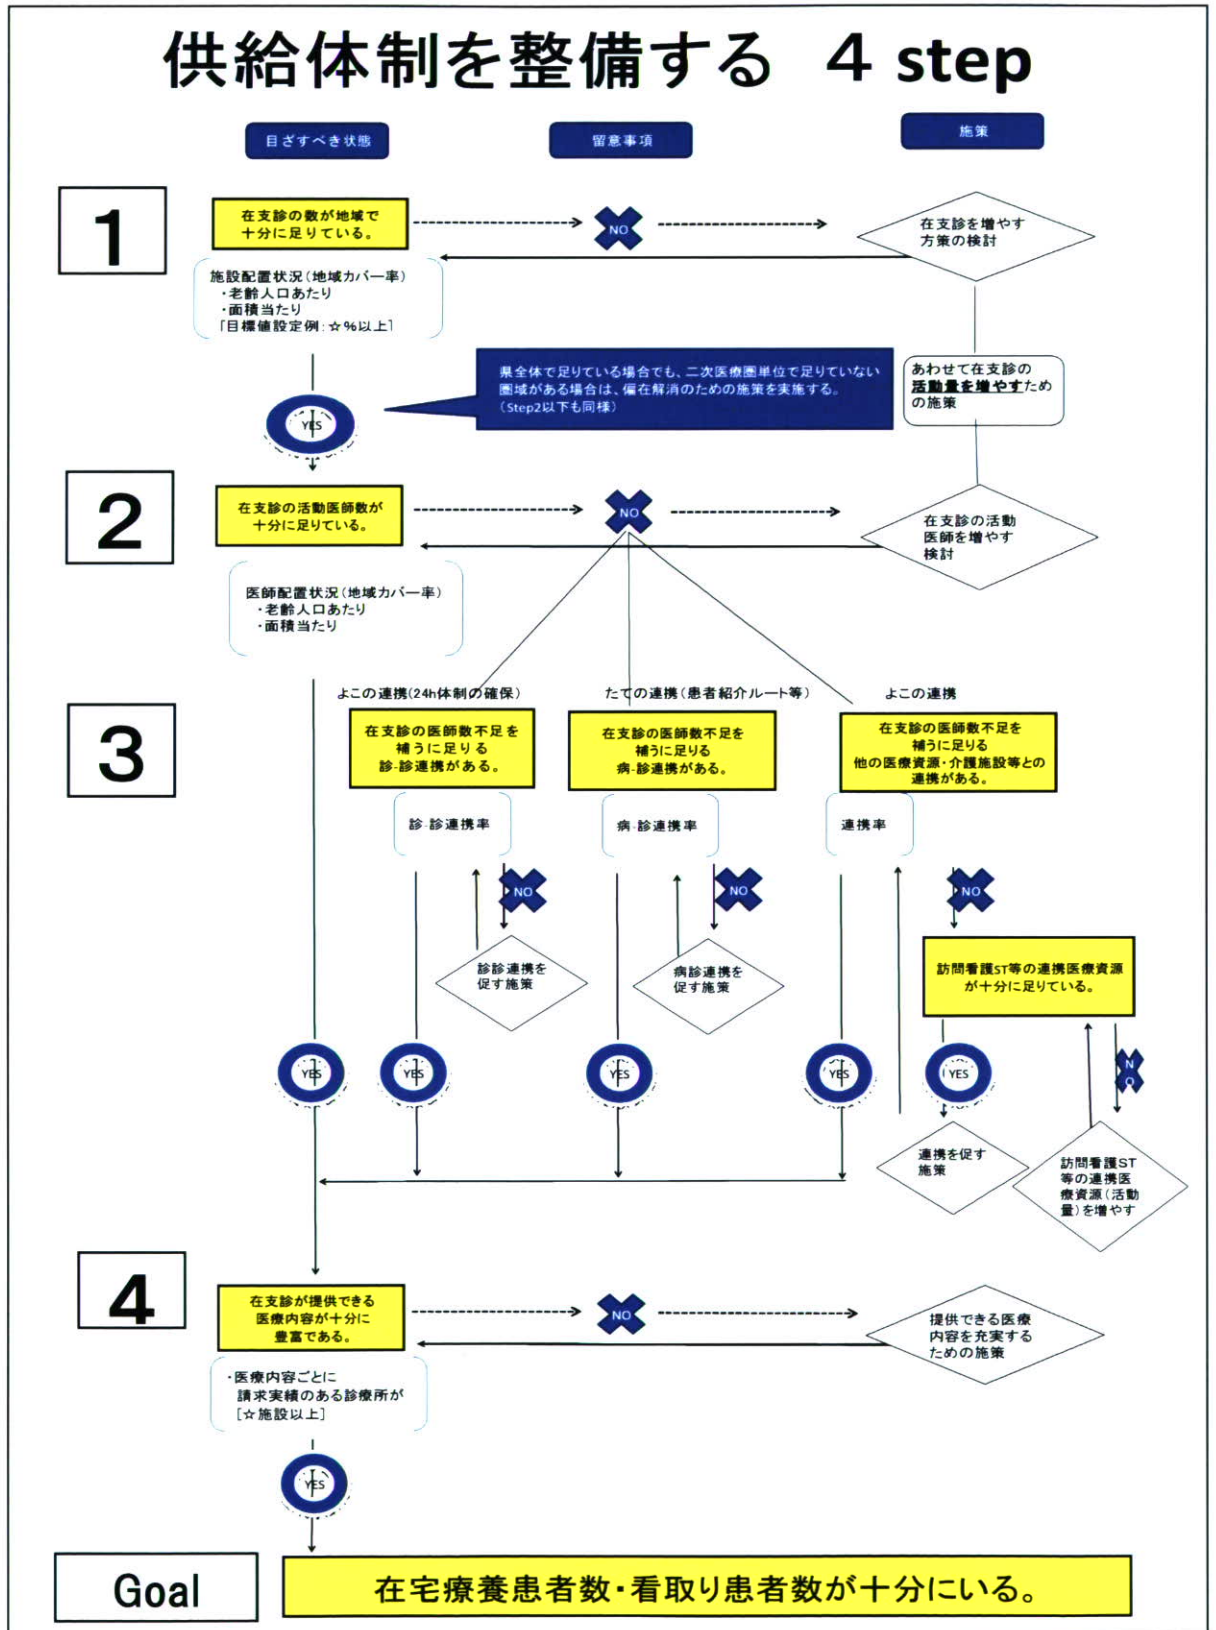 供給体制を整備する 4 step
目ざすべき状態
留意事項
施策
1
在支診の数が地域で
十分に足りている。
NO
在支診を増やす
方策の検討
施設配置状況(地域カバー率)
・老齢人口あたり
・面積当たり
[目標値設定例:☆%以上]
県全体で足りている場合でも、二次医療圏単位で足りていない
圏域がある場合は、偏在解消のための施策を実施する。
(Step2以下も同様)
あわせて在支診の
活動量を増やすため
の施策
YES
2
在支診の活動医師数が
十分に足りている。
NO
在支診の活動
医師を増やす
検討
医師配置状況(地域カバー率)
・老齢人口あたり
・面積当たり
3
よこの連携(24h体制の確保)
たての連携(患者紹介ルート等)
よこの連携
在支診の医師数不足を
補うに足りる
診-診連携がある。
在支診の医師数不足を
補うに足りる
病-診連携がある。
在支診の医師数不足を
補うに足りる
他の医療資源・介護施設等との
連携がある。
診-診連携率
病-診連携率
連携率
NO
NO
NO
診診連携を
促す施策
病診連携を
促す施策
訪問看護ST等の連携医療資源
が十分に足りている。
YES
YES
YES
YES
YES
N
O
連携を促す
施策
訪問看護ST
等の連携医
療資源(活動
量)を増やす
4
在支診が提供できる
医療内容が十分に
豊富である。
NO
提供できる医療
内容を充実する
ための施策
・医療内容ごとに
請求実績のある診療所が
[☆施設以上]
YES
Goal
在宅療養患者数・看取り患者数が十分にいる。